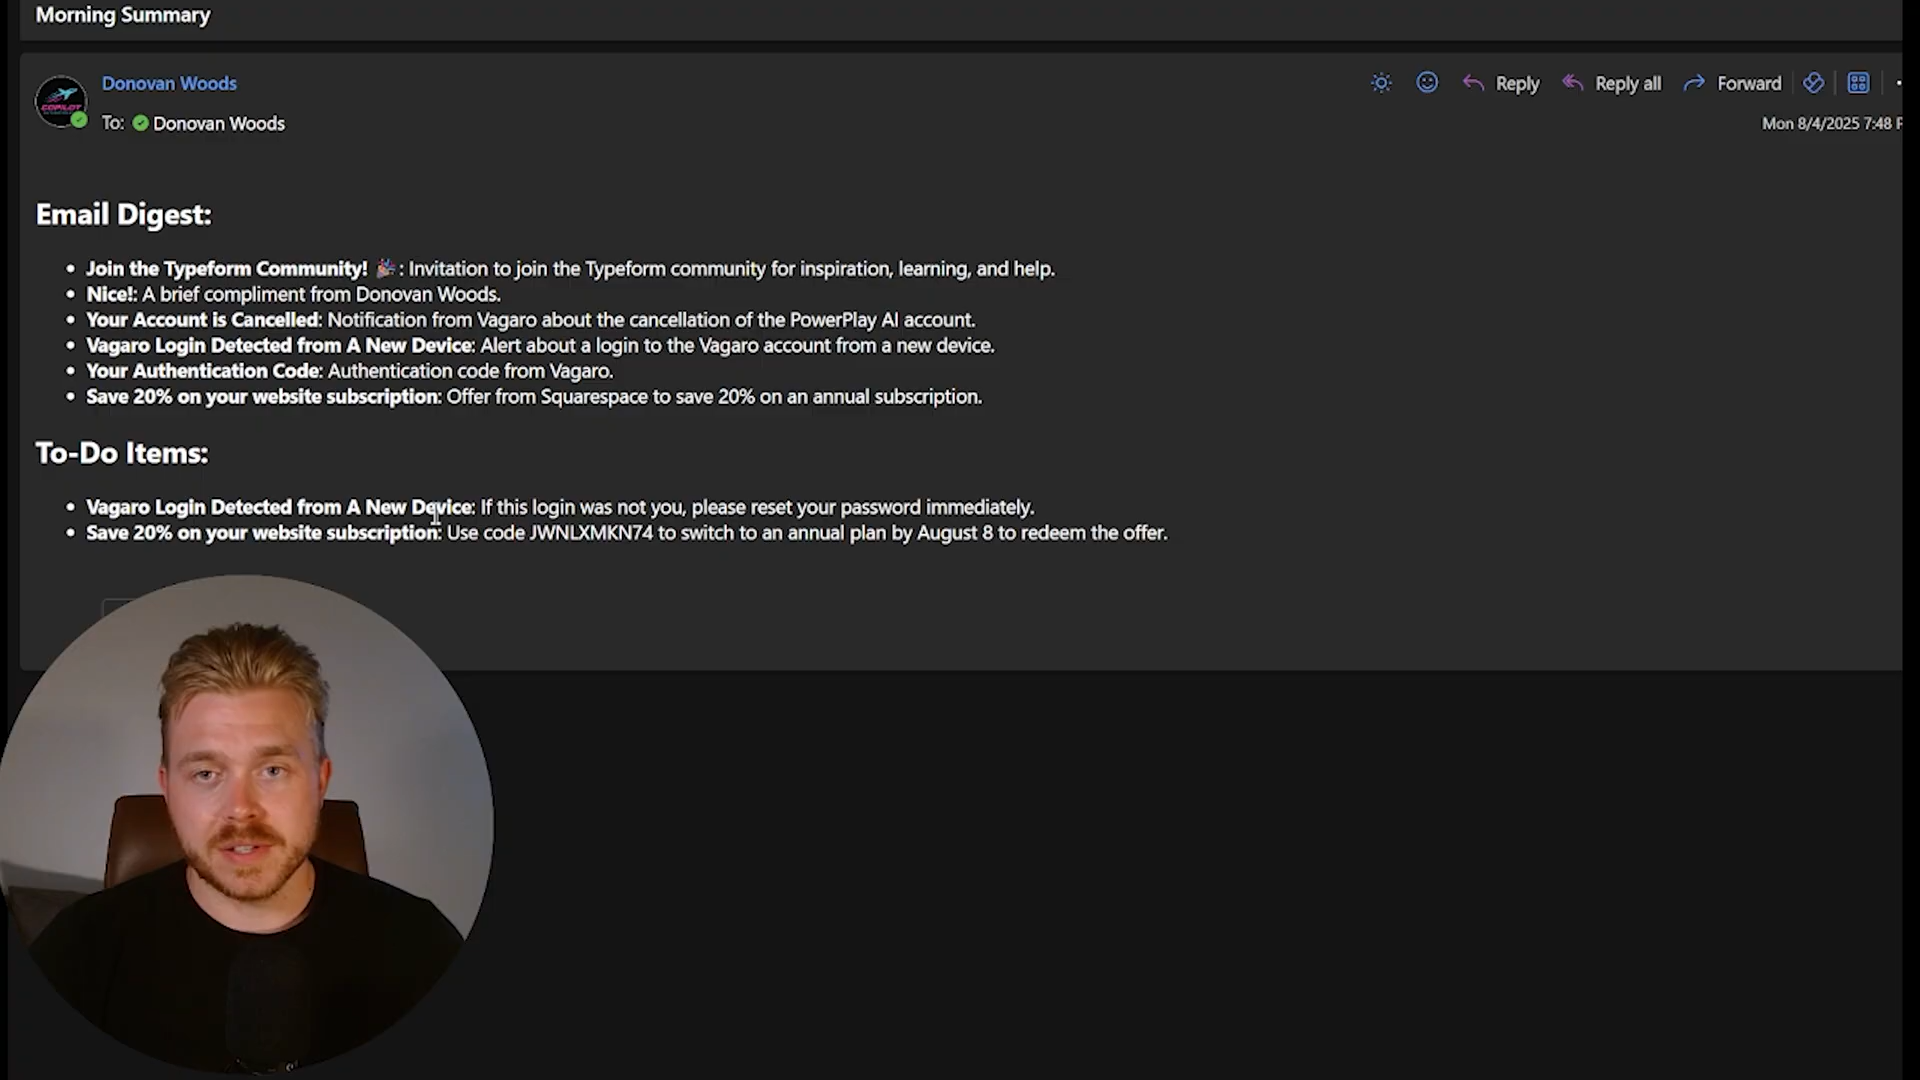 Morning Summary
Donovan Woods
To: Donovan Woods
Reply
Reply all
Forward
Mon 8/4/2025 7:48
COPILOT
Email Digest:
• Join the Typeform Community! 🎉: Invitation to join the Typeform community for inspiration, learning, and help.
• Nice!: A brief compliment from Donovan Woods.
• Your Account is Cancelled: Notification from Vagaro about the cancellation of the PowerPlay AI account.
• Vagaro Login Detected from A New Device: Alert about a login to the Vagaro account from a new device.
• Your Authentication Code: Authentication code from Vagaro.
• Save 20% on your website subscription: Offer from Squarespace to save 20% on an annual subscription.
To-Do Items:
• Vagaro Login Detected from A New Device: If this login was not you, please reset your password immediately.
• Save 20% on your website subscription: Use code JWNLXMKN74 to switch to an annual plan by August 8 to redeem the offer.